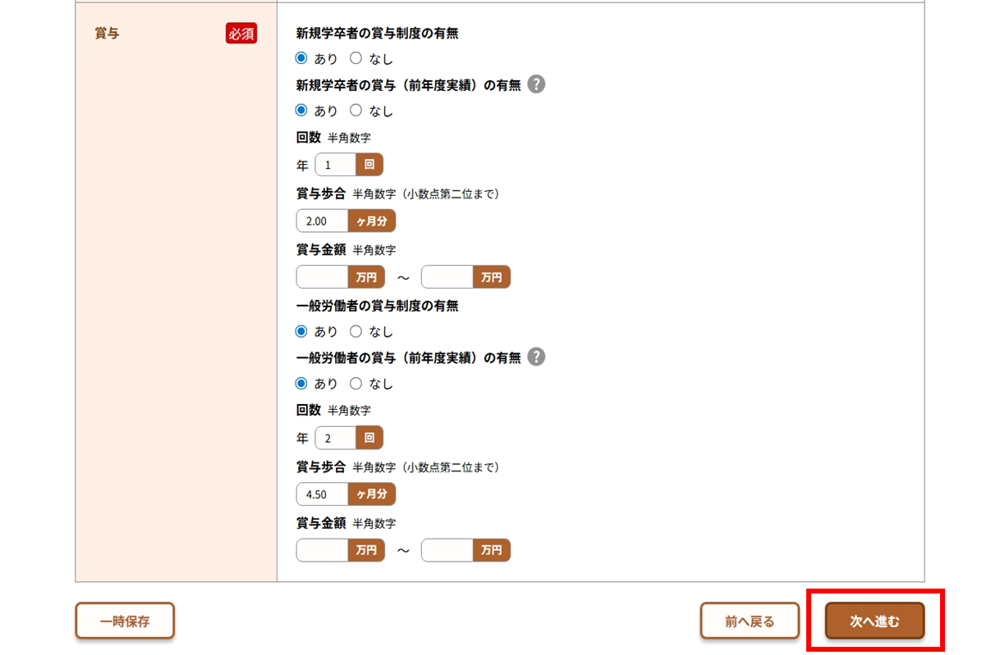 賞与 必須
新規学卒者の賞与制度の有無
あり なし
新規学卒者の賞与（前年度実績）の有無 ?
あり なし
回数 半角数字
年 1 回
賞与歩合 半角数字（小数点第二位まで）
2.00 ヶ月分
賞与金額 半角数字
万円 ～ 万円
一般労働者の賞与制度の有無
あり なし
一般労働者の賞与（前年度実績）の有無 ?
あり なし
回数 半角数字
年 2 回
賞与歩合 半角数字（小数点第二位まで）
4.50 ヶ月分
賞与金額 半角数字
万円 ～ 万円
一時保存 前へ戻る 次へ進む